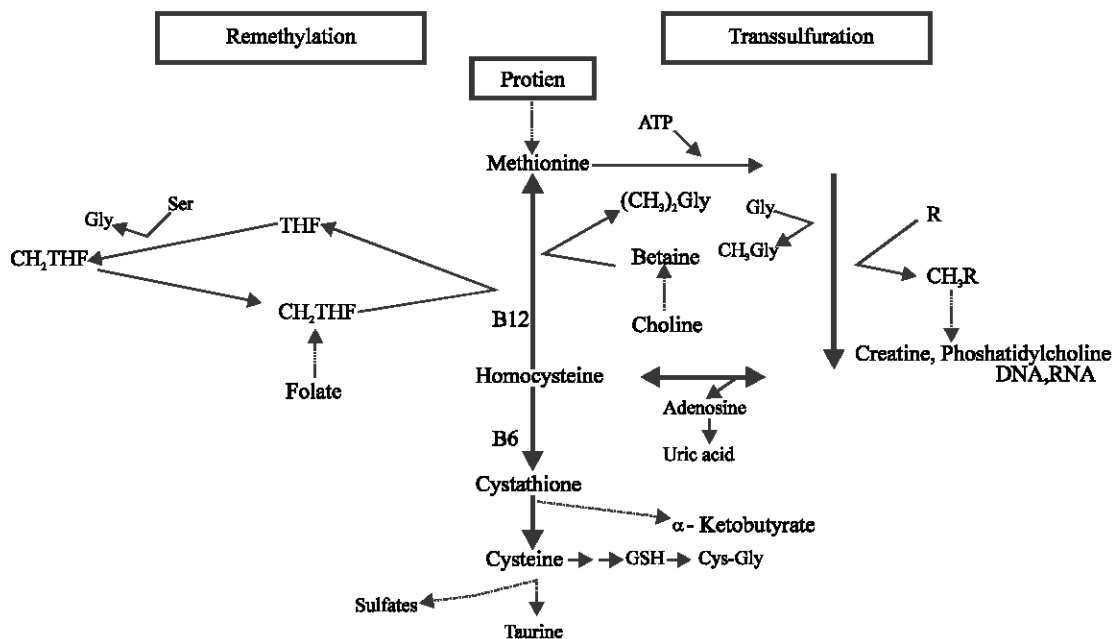 Remethylation
Transsulfuration
Protien
ATP
Methionine
(CH₃)₂Gly
Gly
Ser
Gly
THF
R
CH₂THF
CH₃Gly
Betaine
CH₃R
CH₂THF
B12
Choline
Creatine, Phoshatidylcholine
DNA,RNA
Homocysteine
Folate
Adenosine
B6
Uric acid
Cystathione
α - Ketobutyrate
Cysteine
GSH
Cys-Gly
Sulfates
Taurine